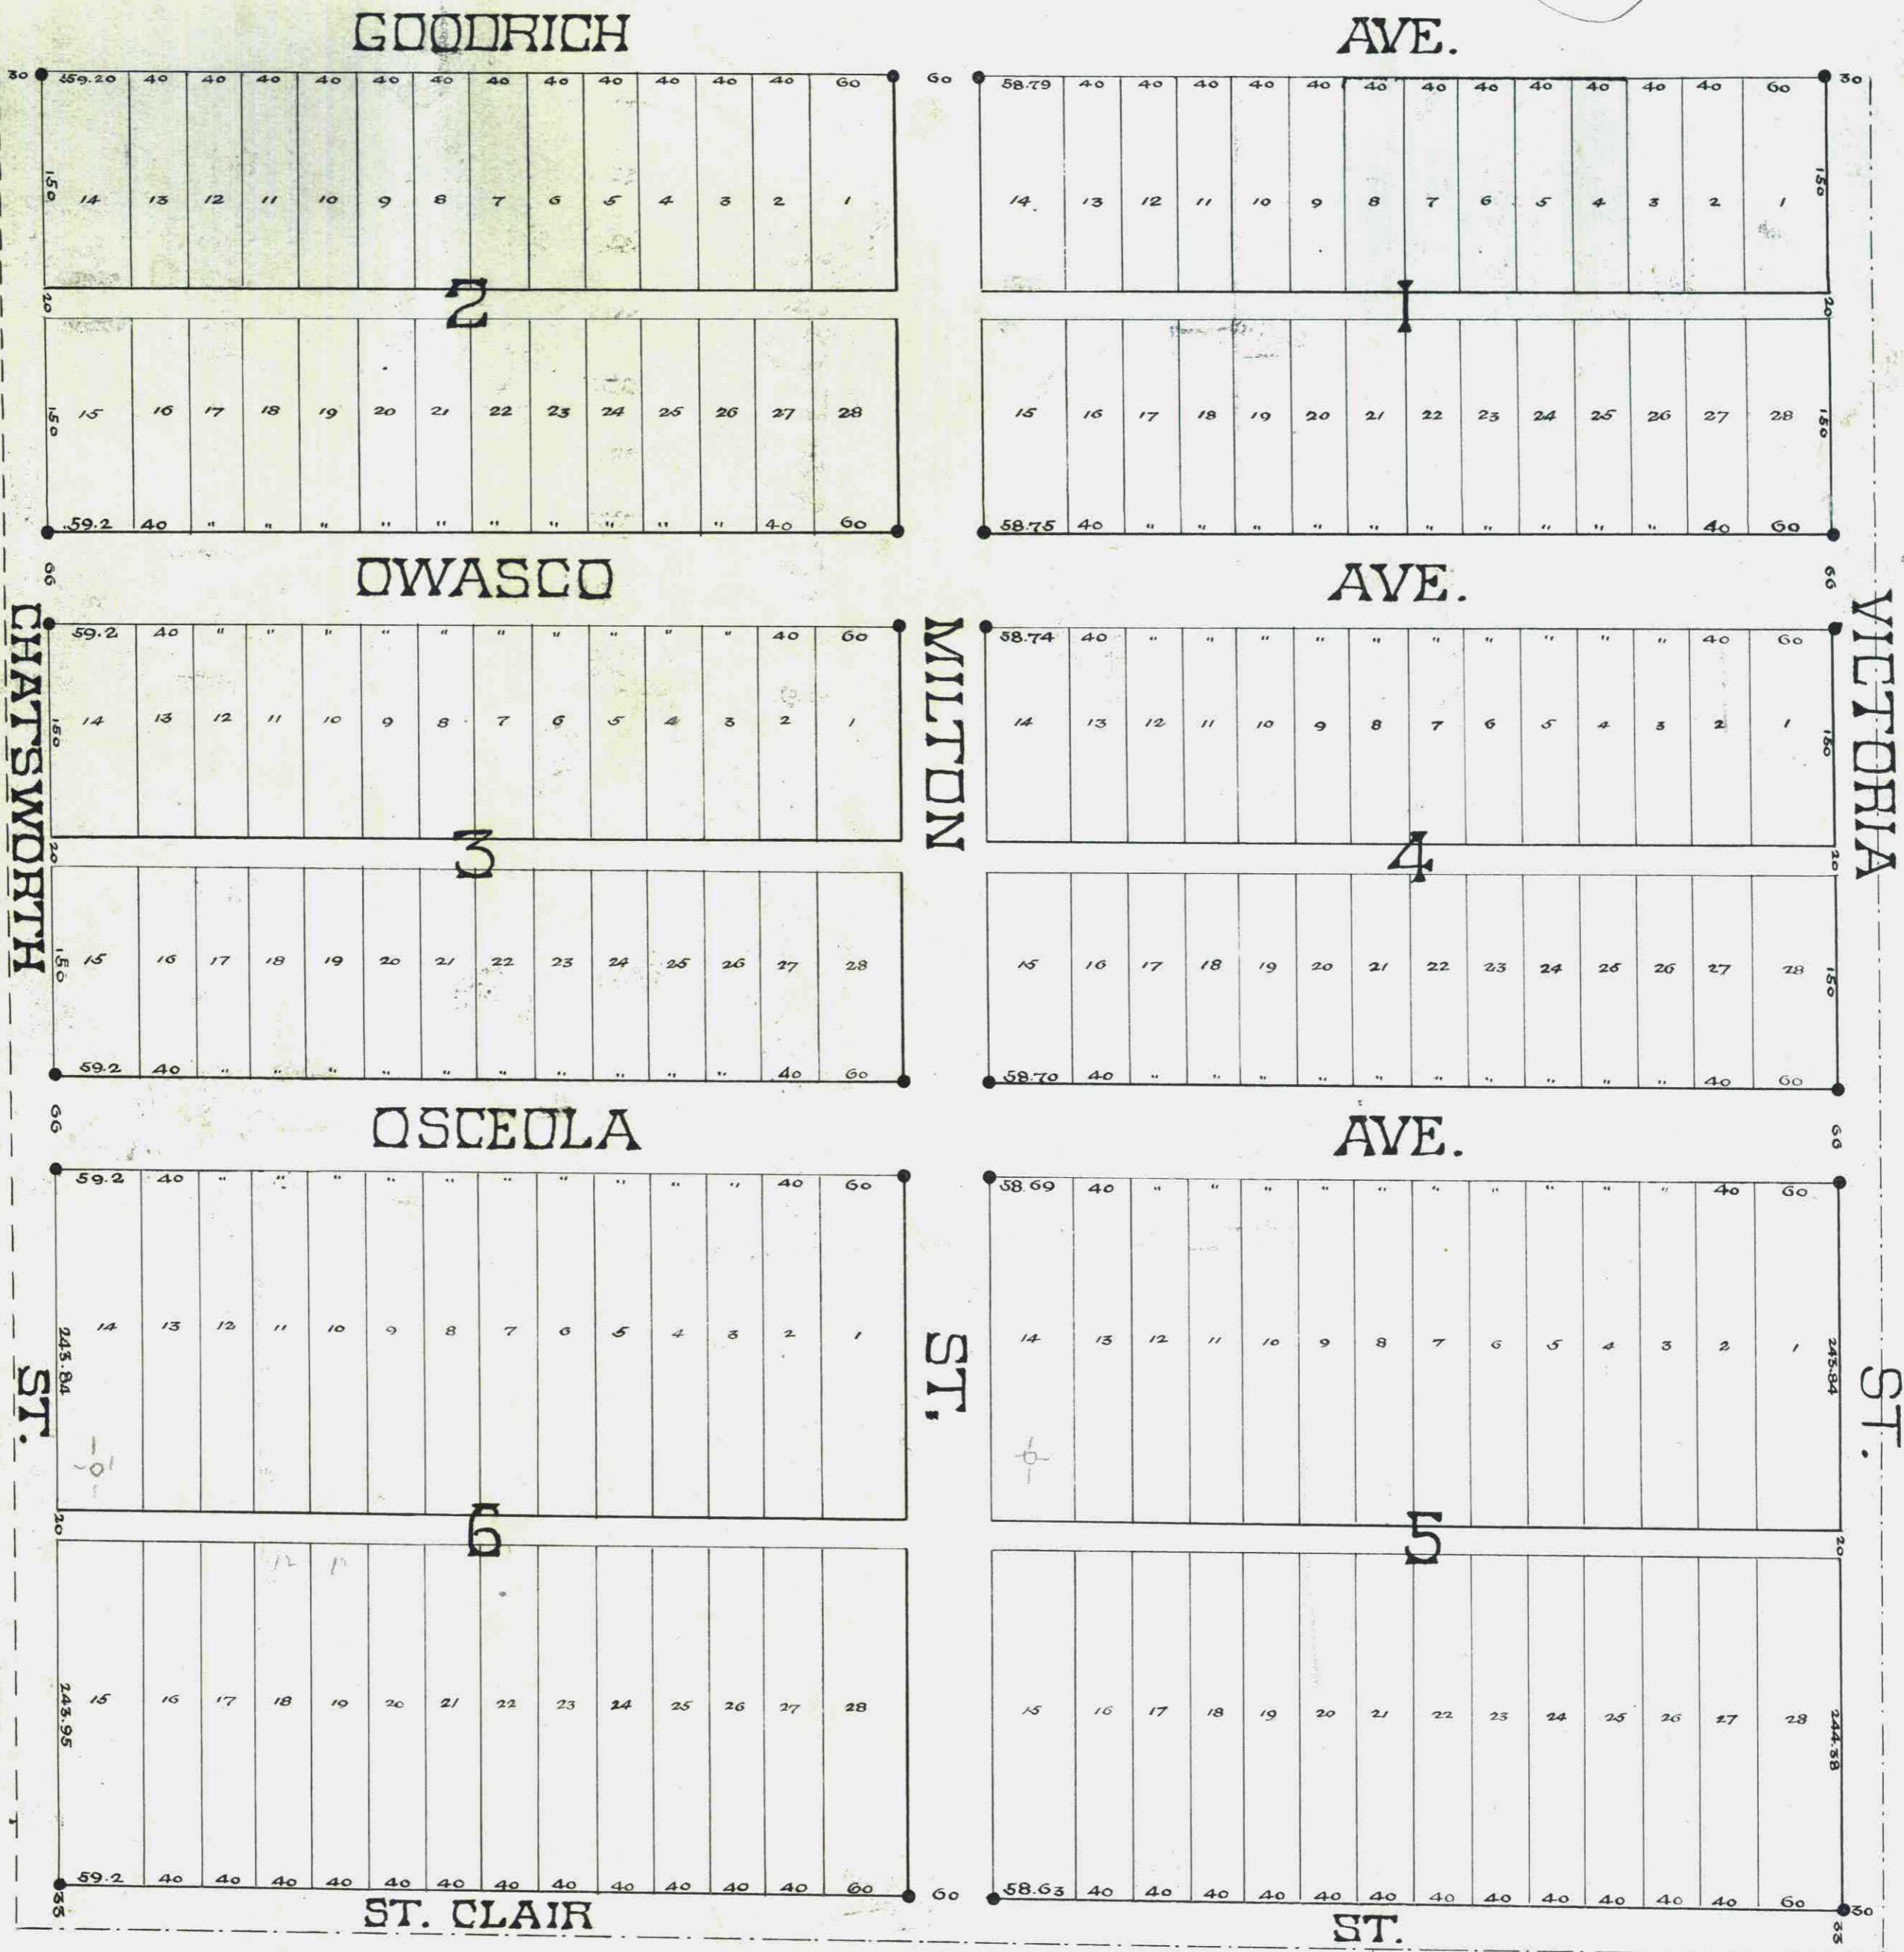 GOODRICH AVE.
30 59.20 40 40 40 40 40 40 40 40 40 40 40 40 60 60 58.79 40 40 40 40 40 40 40 40 40 40 40 40 60 30
150 14 13 12 11 10 9 8 7 6 5 4 3 2 1 14 13 12 11 10 9 8 7 6 5 4 3 2 1 150
20 2 1 20
150 15 16 17 18 19 20 21 22 23 24 25 26 27 28 15 16 17 18 19 20 21 22 23 24 25 26 27 28 150
59.2 40 " " " " " " " " " " 40 60 58.75 40 " " " " " " " " " " 40 60
66 OWASCO AVE. 66
59.2 40 " " " " " " " " " " 40 60 58.74 40 " " " " " " " " " " 40 60
CHATSWORTH ST.
MILTON ST,
VICTORIA ST.
150 14 13 12 11 10 9 8 7 6 5 4 3 2 1 14 13 12 11 10 9 8 7 6 5 4 3 2 1 150
20 3 4 20
150 15 16 17 18 19 20 21 22 23 24 25 26 27 28 15 16 17 18 19 20 21 22 23 24 25 26 27 28 150
59.2 40 " " " " " " " " " " 40 60 58.70 40 " " " " " " " " " " 40 60
66 OSCEOLA AVE. 66
59.2 40 " " " " " " " " " " 40 60 58.69 40 " " " " " " " " " " 40 60
243.84 14 13 12 11 10 9 8 7 6 5 4 3 2 1 14 13 12 11 10 9 8 7 6 5 4 3 2 1 243.84
20 6 5 20
243.95 15 16 17 18 19 20 21 22 23 24 25 26 27 28 15 16 17 18 19 20 21 22 23 24 25 26 27 28 244.38
59.2 40 40 40 40 40 40 40 40 40 40 40 40 60 60 58.63 40 40 40 40 40 40 40 40 40 40 40 40 60 30
33 ST. CLAIR ST. 33